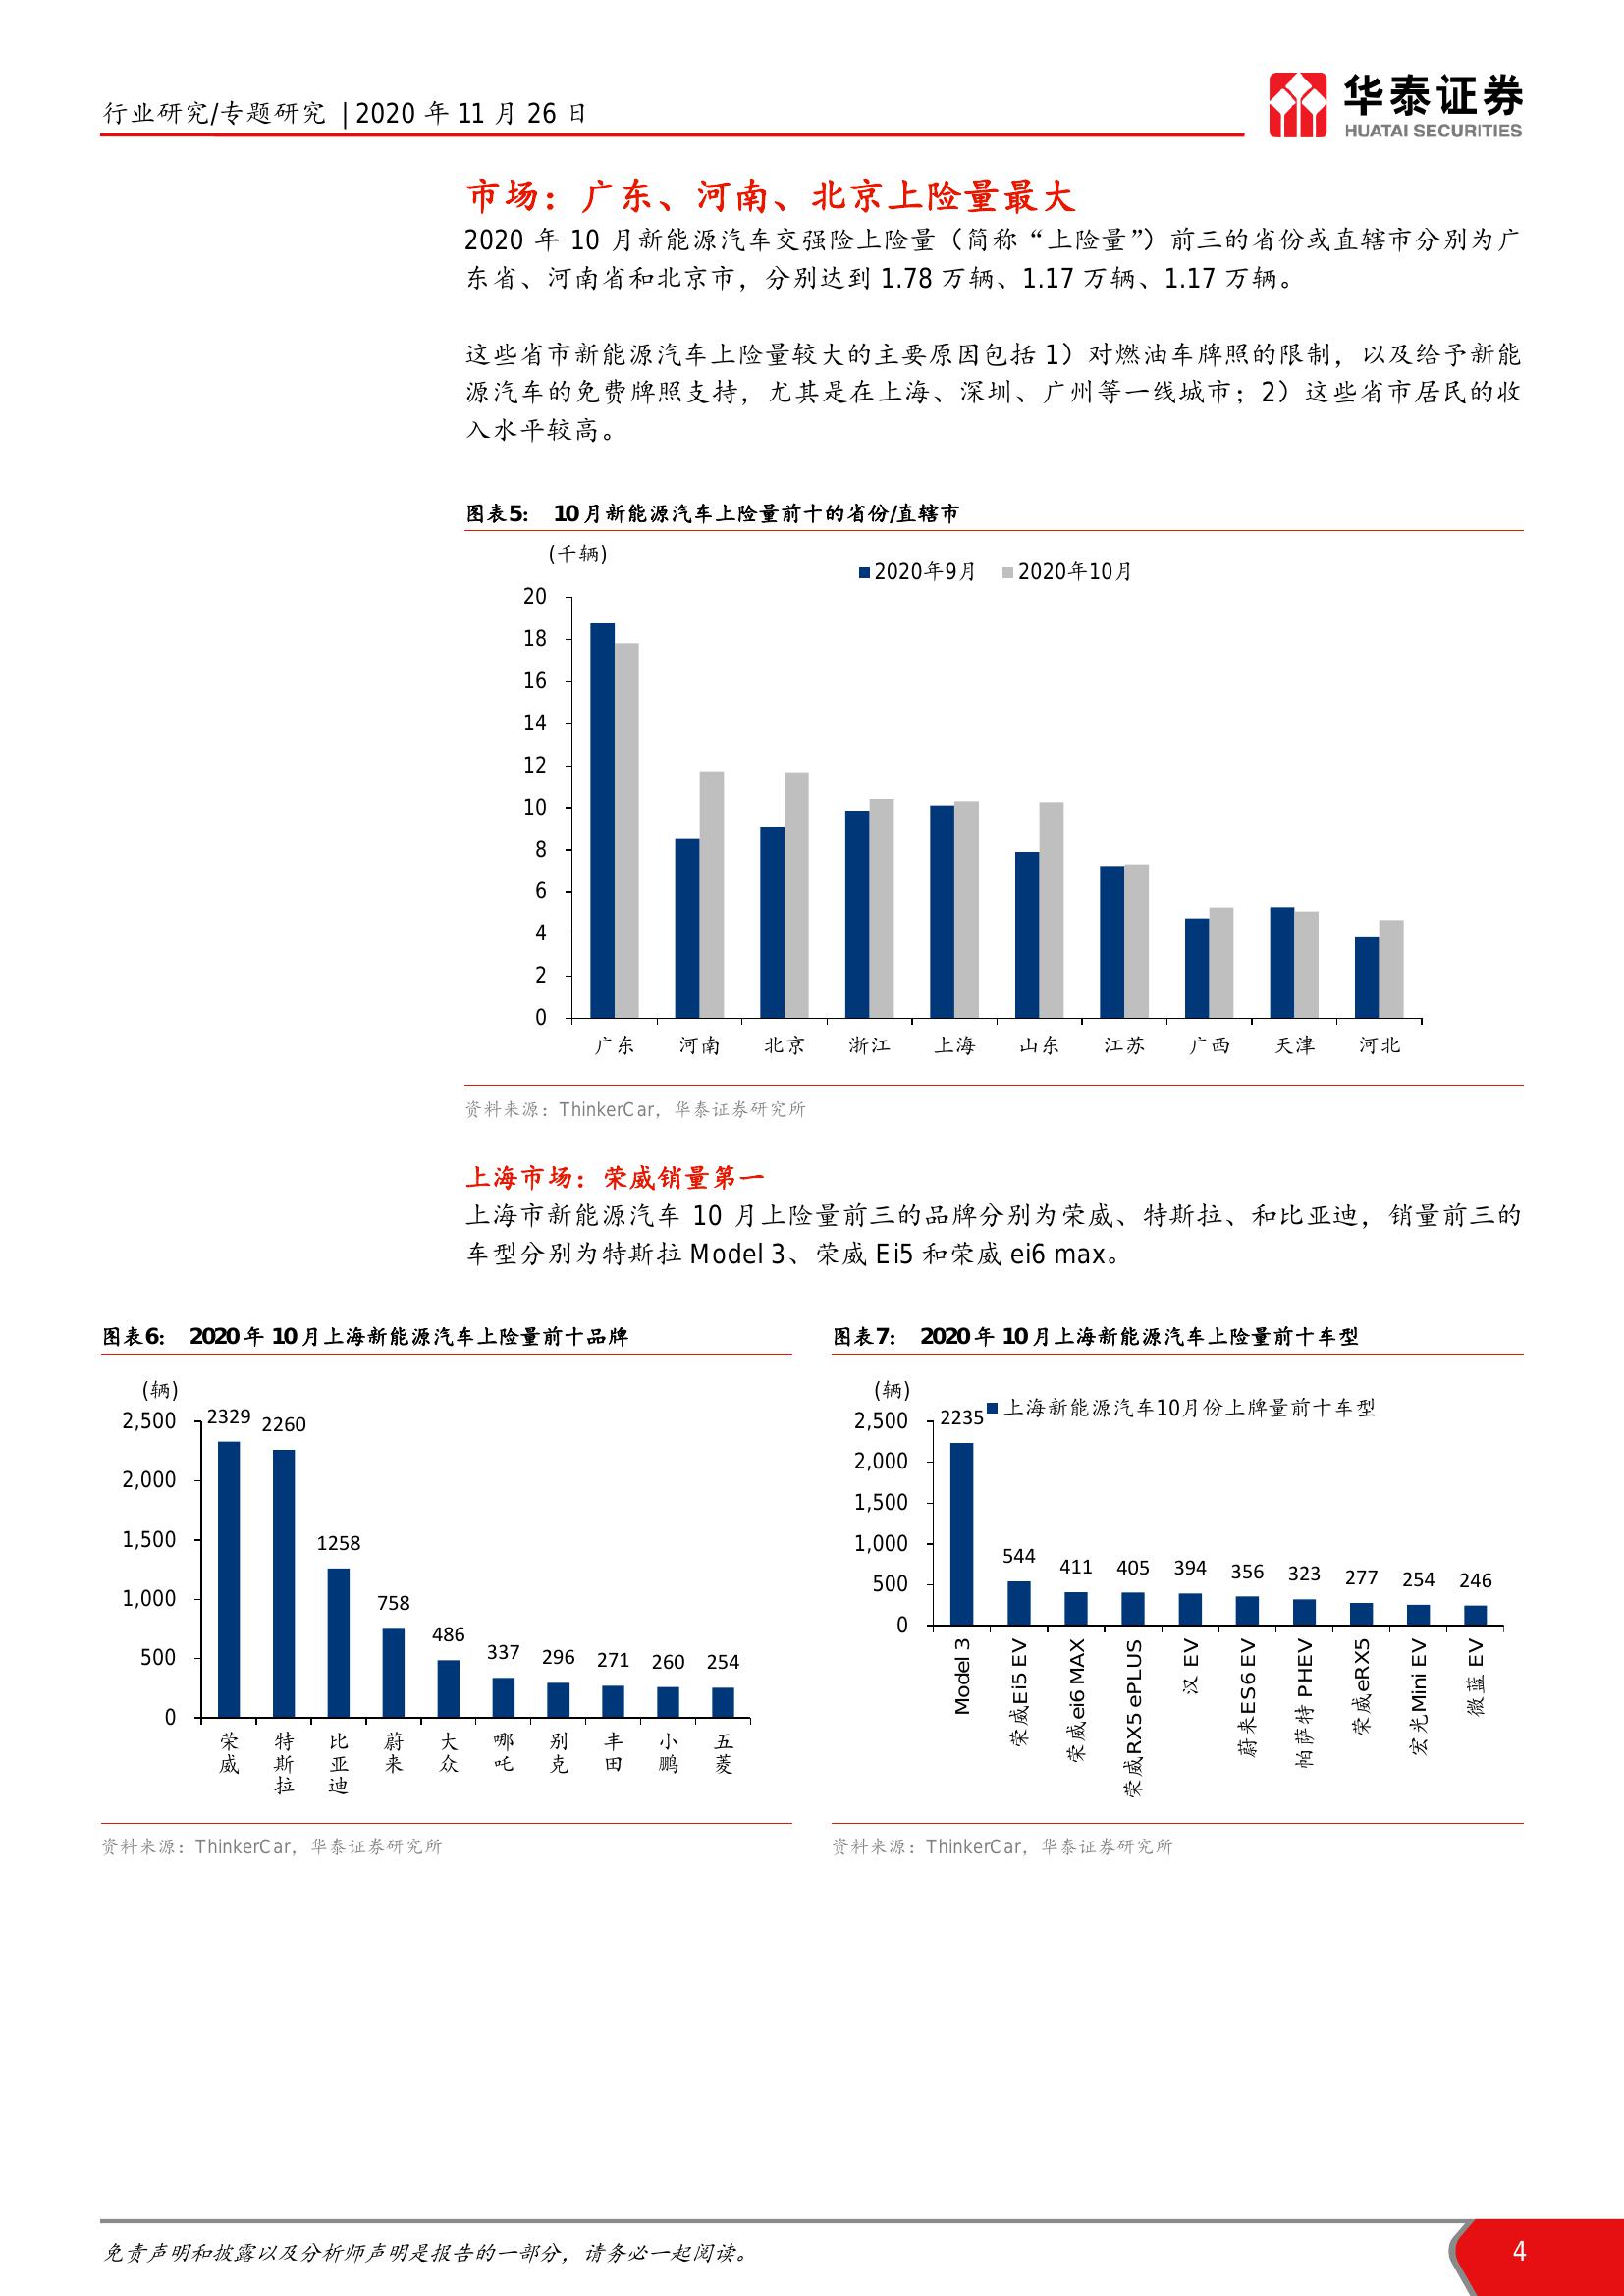 行业研究/专题研究 | 2020 年 11 月 26 日
华泰证券
HUATAI SECURITIES
市场：广东、河南、北京上险量最大
2020 年 10 月新能源汽车交强险上险量（简称“上险量”）前三的省份或直辖市分别为广
东省、河南省和北京市，分别达到 1.78 万辆、1.17 万辆、1.17 万辆。
这些省市新能源汽车上险量较大的主要原因包括 1）对燃油车牌照的限制，以及给予新能
源汽车的免费牌照支持，尤其是在上海、深圳、广州等一线城市；2）这些省市居民的收
入水平较高。
图表5： 10 月新能源汽车上险量前十的省份/直辖市
(千辆)
2020年9月 2020年10月
20
18
16
14
12
10
8
6
4
2
0
广东 河南 北京 浙江 上海 山东 江苏 广西 天津 河北
资料来源：ThinkerCar，华泰证券研究所
上海市场：荣威销量第一
上海市新能源汽车 10 月上险量前三的品牌分别为荣威、特斯拉、和比亚迪，销量前三的
车型分别为特斯拉 Model 3、荣威 Ei5 和荣威 ei6 max。
图表6： 2020 年 10 月上海新能源汽车上险量前十品牌
(辆)
2,500
2,000
1,500
1,000
500
0
2329 2260 1258 758 486 337 296 271 260 254
荣威 特斯拉 比亚迪 蔚来 大众 哪吒 别克 丰田 小鹏 五菱
资料来源：ThinkerCar，华泰证券研究所
图表7： 2020 年 10 月上海新能源汽车上险量前十车型
(辆)
上海新能源汽车10月份上牌量前十车型
2,500
2,000
1,500
1,000
500
0
2235 544 411 405 394 356 323 277 254 246
Model 3
荣威Ei5 EV
荣威ei6 MAX
荣威RX5 ePLUS
汉 EV
蔚来ES6 EV
帕萨特 PHEV
荣威eRX5
宏光Mini EV
微蓝 EV
资料来源：ThinkerCar，华泰证券研究所
免责声明和披露以及分析师声明是报告的一部分，请务必一起阅读。
4